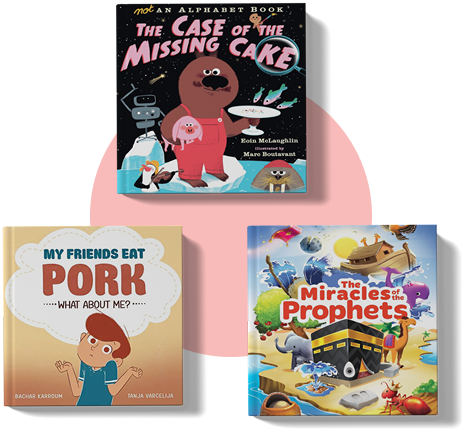 not AN ALPHABET BOOK
THE CASE OF THE
MISSING CAKE
Eoin McLaughlin
illustrated by
Marc Boutavant
MY FRIENDS EAT
PORK
WHAT ABOUT ME?
BACHAR KARROUM
TANJA VARCELIJA
The
Miracles of the
Prophets